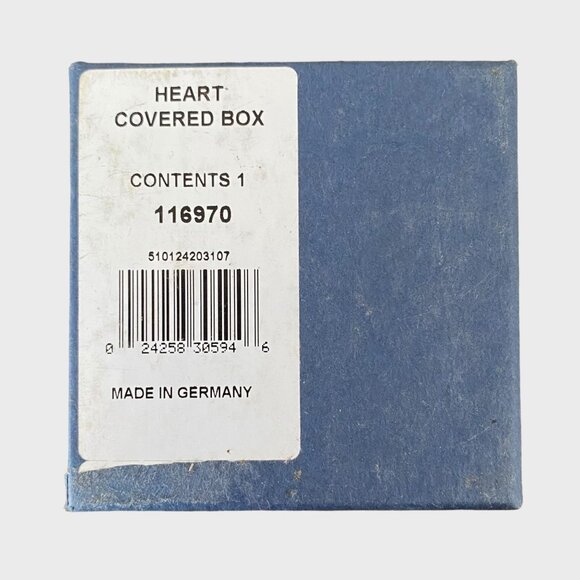 HEART
COVERED BOX
CONTENTS 1
116970
510124203107
0 24258 30594 6
MADE IN GERMANY